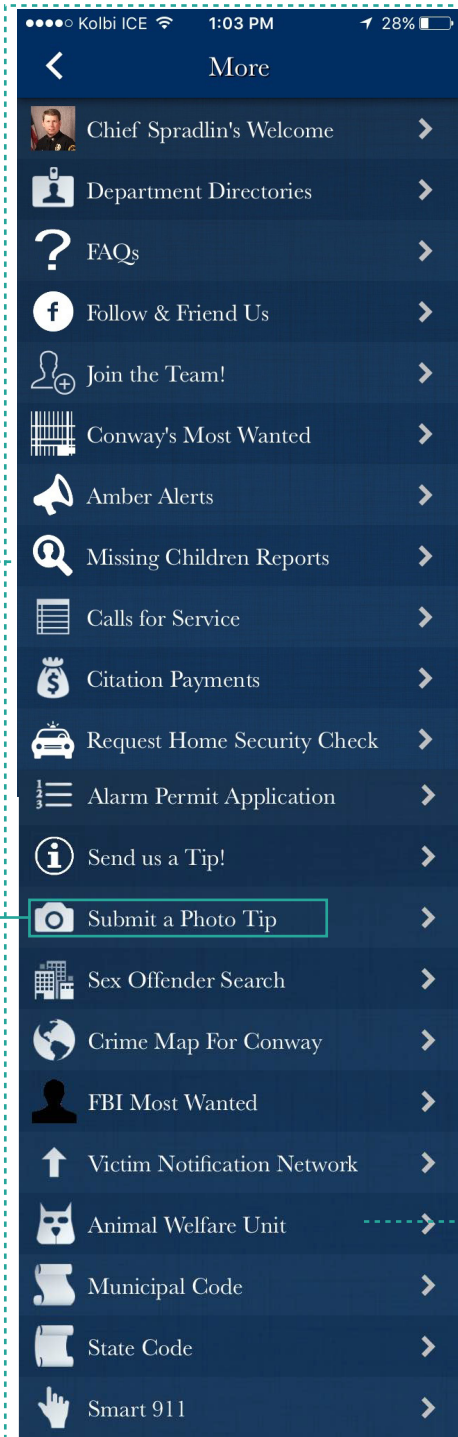 Kolbi ICE 1:03 PM 28%
More
Chief Spradlin's Welcome
Department Directories
? FAQs
f Follow & Friend Us
Join the Team!
Conway's Most Wanted
Amber Alerts
Missing Children Reports
Calls for Service
$ Citation Payments
Request Home Security Check
1 2 3 Alarm Permit Application
i Send us a Tip!
Submit a Photo Tip
Sex Offender Search
Crime Map For Conway
FBI Most Wanted
Victim Notification Network
Animal Welfare Unit
Municipal Code
State Code
Smart 911